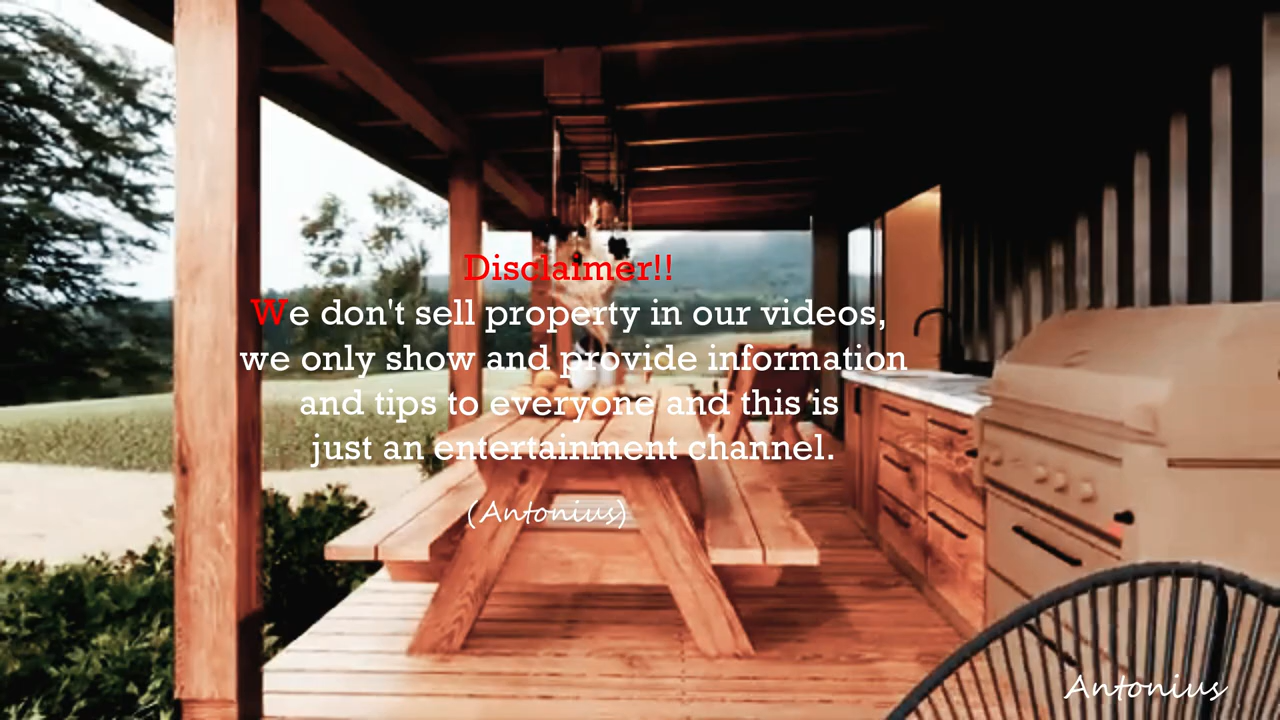 Disclaimer!!
We don't sell property in our videos,
we only show and provide information
and tips to everyone and this is
just an entertainment channel.
(Antonius)
Antonius